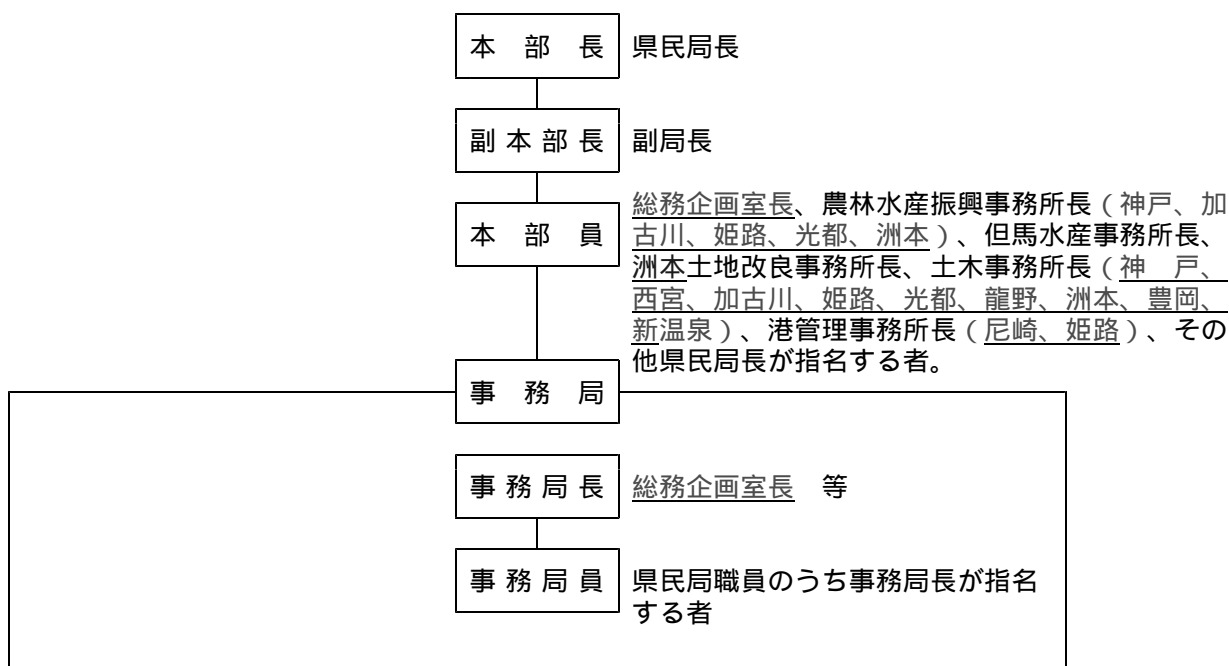 本部長 県民局長
副本部長 副局長
総務企画室長、農林水産振興事務所長(神戸、加
本部員 古川、姫路、光都、洲本)、但馬水産事務所長、
洲本土地改良事務所長、土木事務所長(神 戸、
西宮、加古川、姫路、光都、龍野、洲本、豊岡、
新温泉)、港管理事務所長(尼崎、姫路)、その
他県民局長が指名する者。
事務局
事務局長 総務企画室長 等
事務局員 県民局職員のうち事務局長が指名
する者